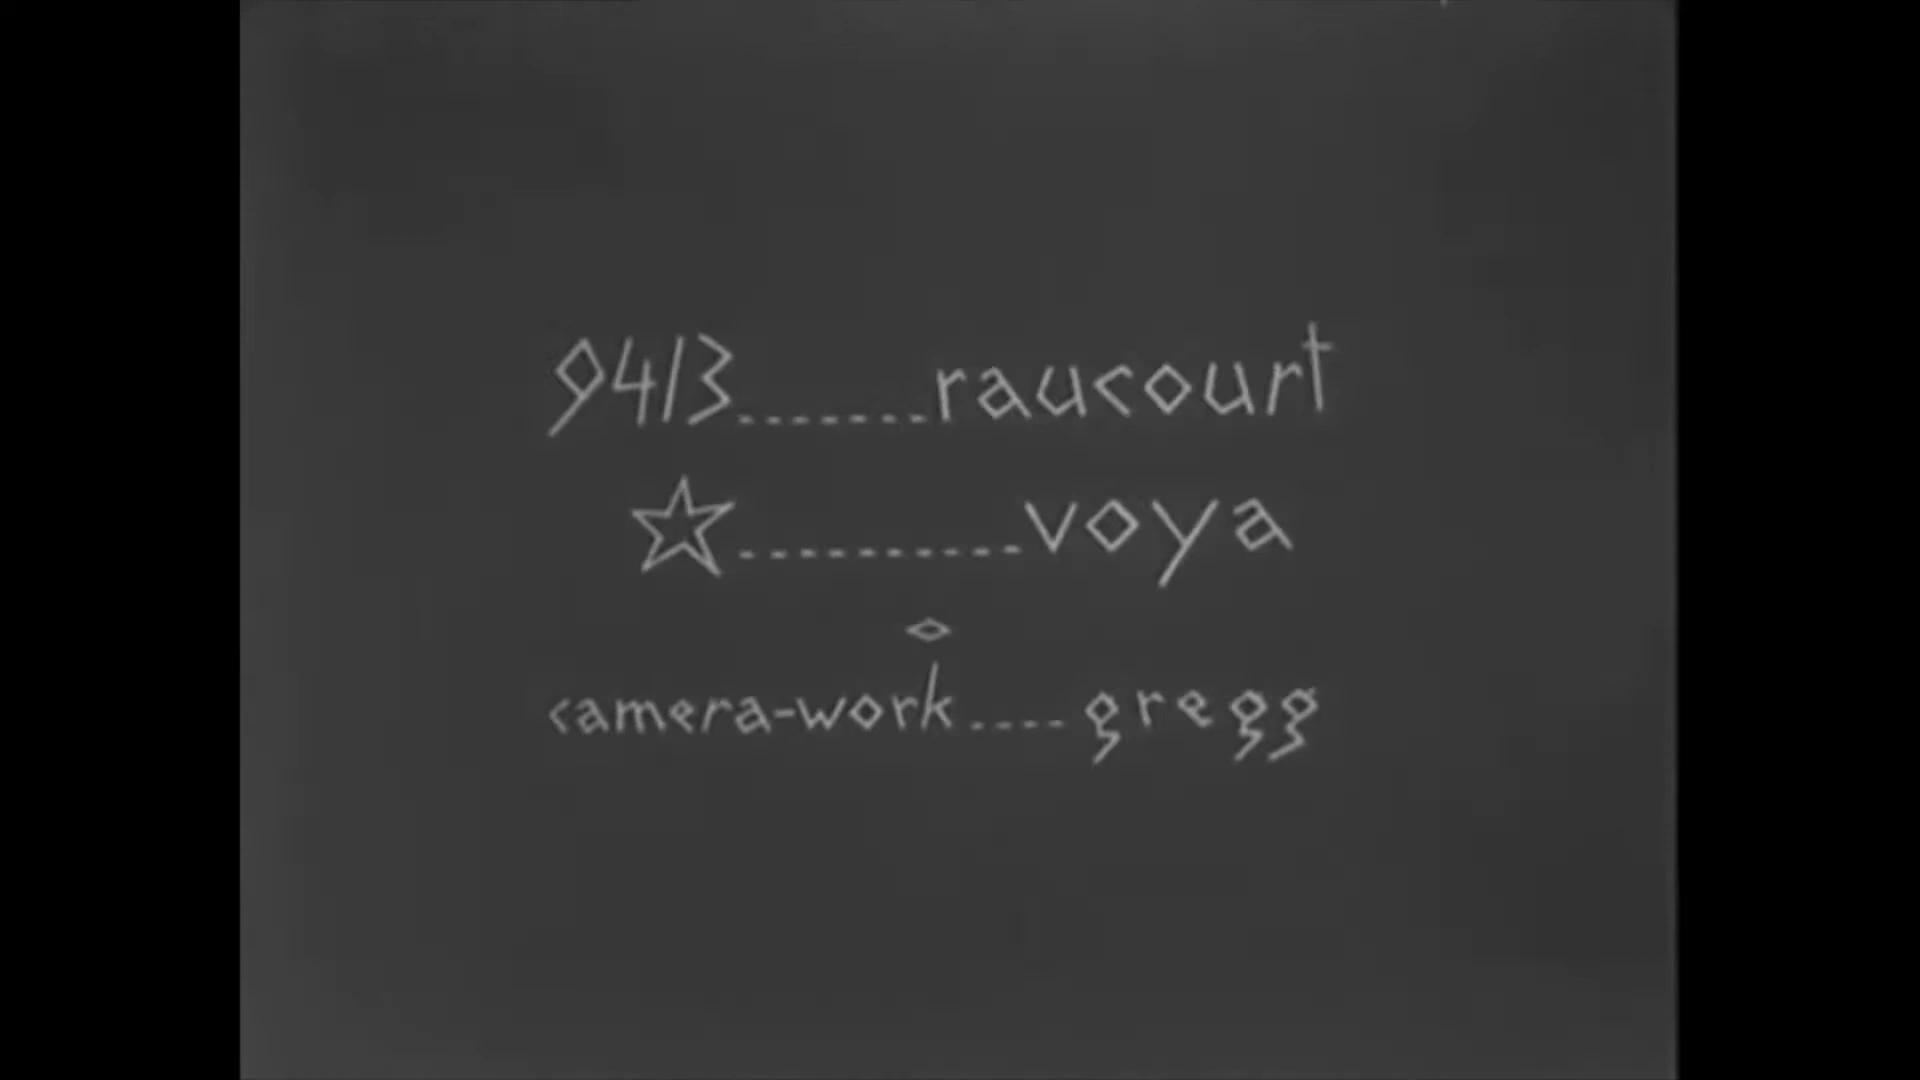 9413.......raucourt
☆..........voya
camera-work....gregg